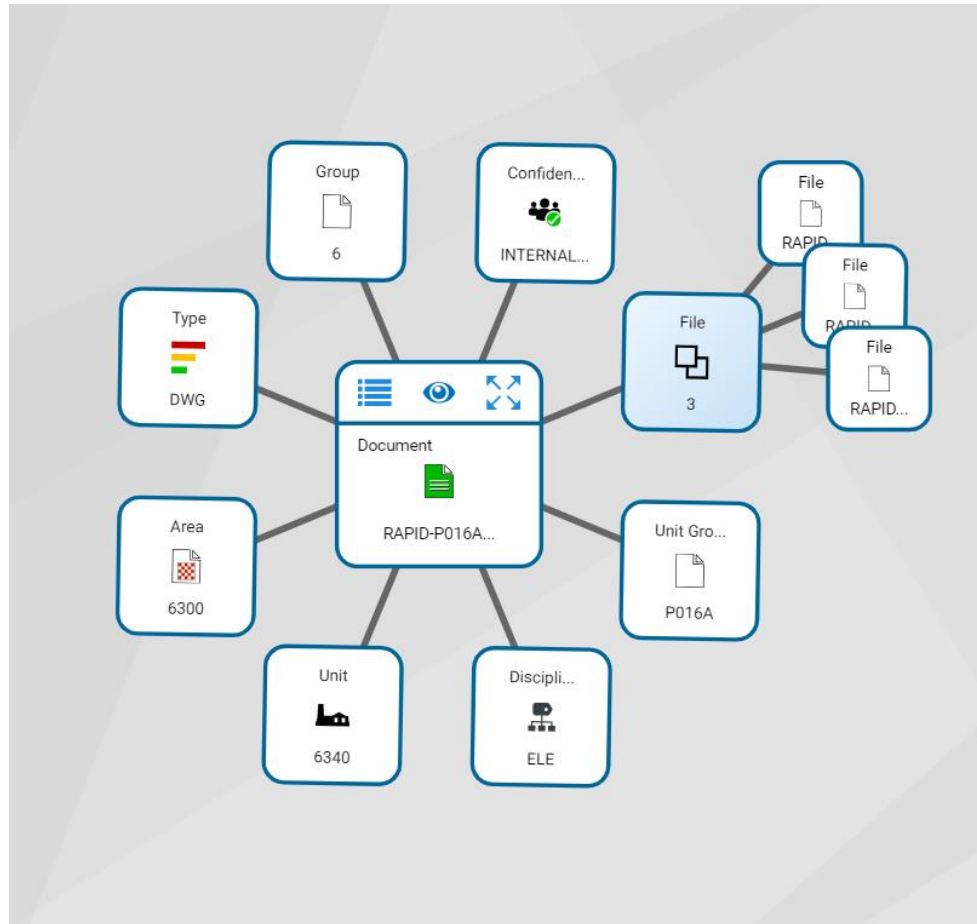 Group
6
Confiden...
INTERNAL...
File
RAPID...
File
RAPID...
File
RAPID...
File
3
Type
DWG
Document
RAPID-P016A...
Area
6300
Unit Gro...
P016A
Unit
6340
Discipli...
ELE